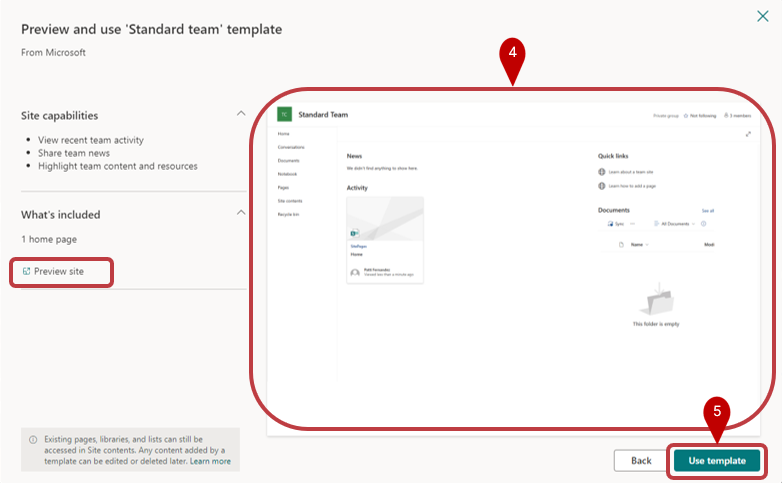 Preview and use 'Standard team' template
From Microsoft
4
Site capabilities
View recent team activity
Share team news
Highlight team content and resources
What's included
1 home page
Preview site
Existing pages, libraries, and lists can still be
accessed in Site contents. Any content added by a
template can be edited or deleted later. Learn more
TC Standard Team
Private group Not following 3 members
Home
Conversations
Documents
Notebook
Pages
Site contents
Recycle bin
News
We didn't find anything to show here.
Activity
SitePages
Home
Patti Fernandez
Viewed less than a minute ago
Quick links
Learn about a team site
Learn how to add a page
Documents See all
Sync All Documents
Name Modi
This folder is empty
5
Back Use template